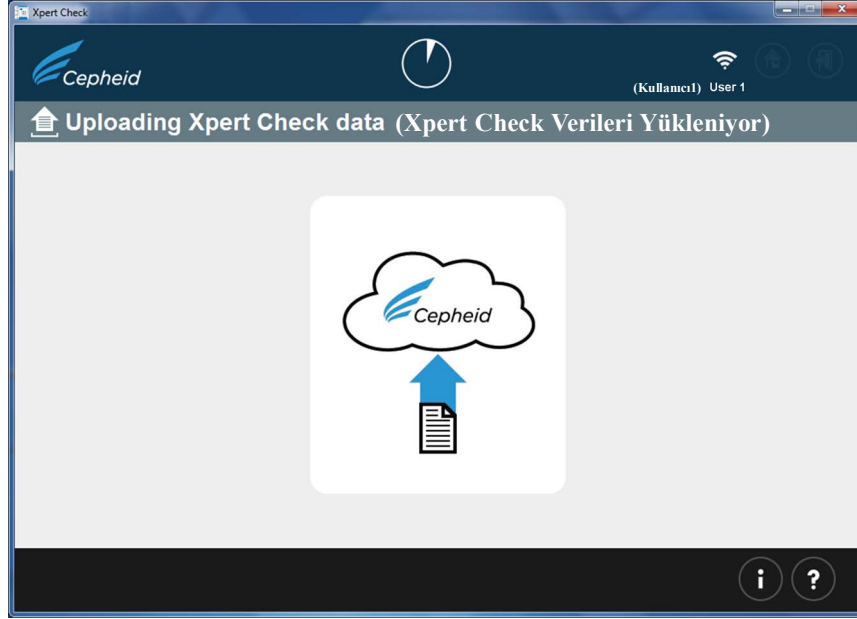 Xpert Check
Cepheid
(Kullanıcı1) User 1
Uploading Xpert Check data (Xpert Check Verileri Yükleniyor)
Cepheid
i ?